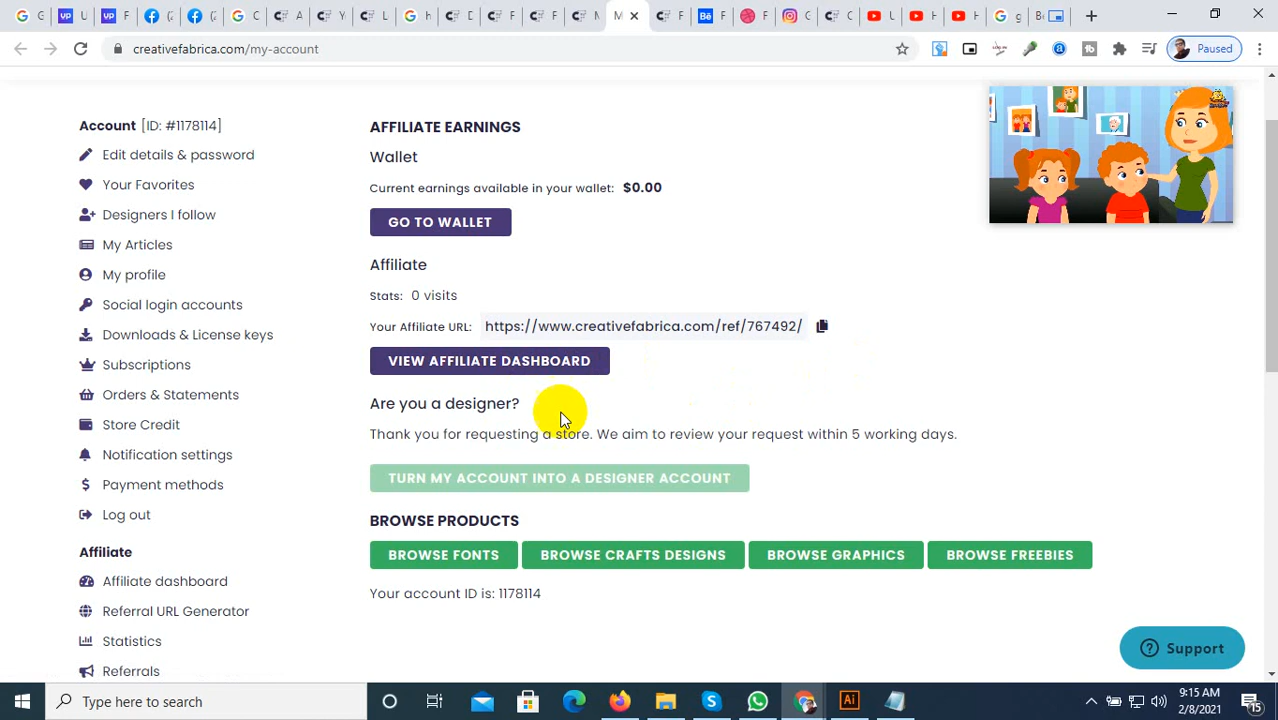 creativefabrica.com/my-account
Paused
Account [ID: #1178114]
Edit details & password
Your Favorites
Designers I follow
My Articles
My profile
Social login accounts
Downloads & License keys
Subscriptions
Orders & Statements
Store Credit
Notification settings
Payment methods
Log out
Affiliate
Affiliate dashboard
Referral URL Generator
Statistics
Referrals
AFFILIATE EARNINGS
Wallet
Current earnings available in your wallet: $0.00
GO TO WALLET
Affiliate
Stats: 0 visits
Your Affiliate URL: https://www.creativefabrica.com/ref/767492/
VIEW AFFILIATE DASHBOARD
Are you a designer?
Thank you for requesting a store. We aim to review your request within 5 working days.
TURN MY ACCOUNT INTO A DESIGNER ACCOUNT
BROWSE PRODUCTS
BROWSE FONTS BROWSE CRAFTS DESIGNS BROWSE GRAPHICS BROWSE FREEBIES
Your account ID is: 1178114
Support
Type here to search
9:15 AM
2/8/2021
15